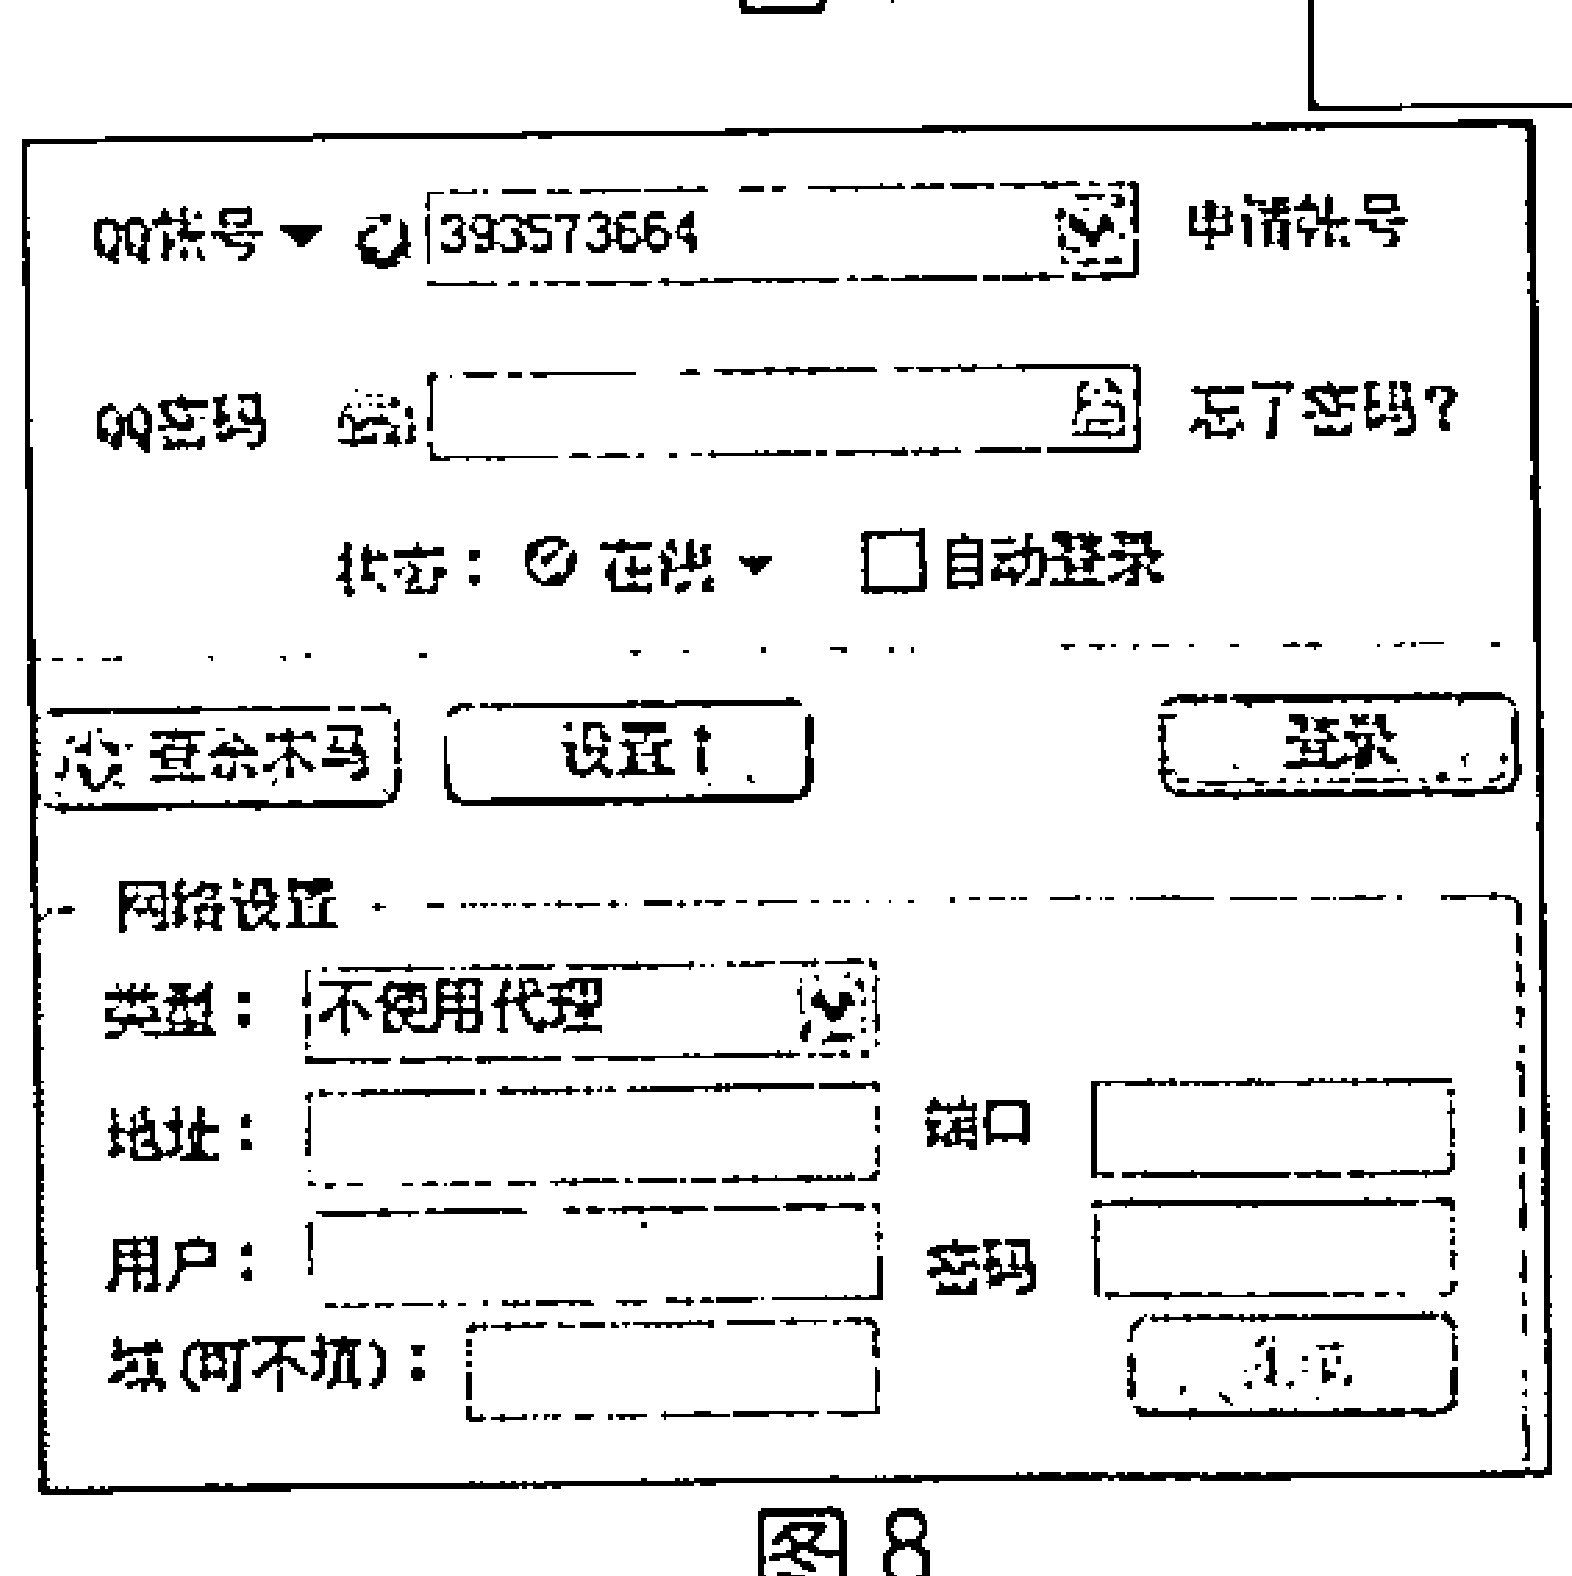 QQ帐号 393573664 申请帐号
QQ密码 忘了密码?
状态: 在线 自动登录
查杀木马 设置↑ 登录
网络设置
类型: 不使用代理
地址: 端口
用户: 密码
域(可不填):
图 8